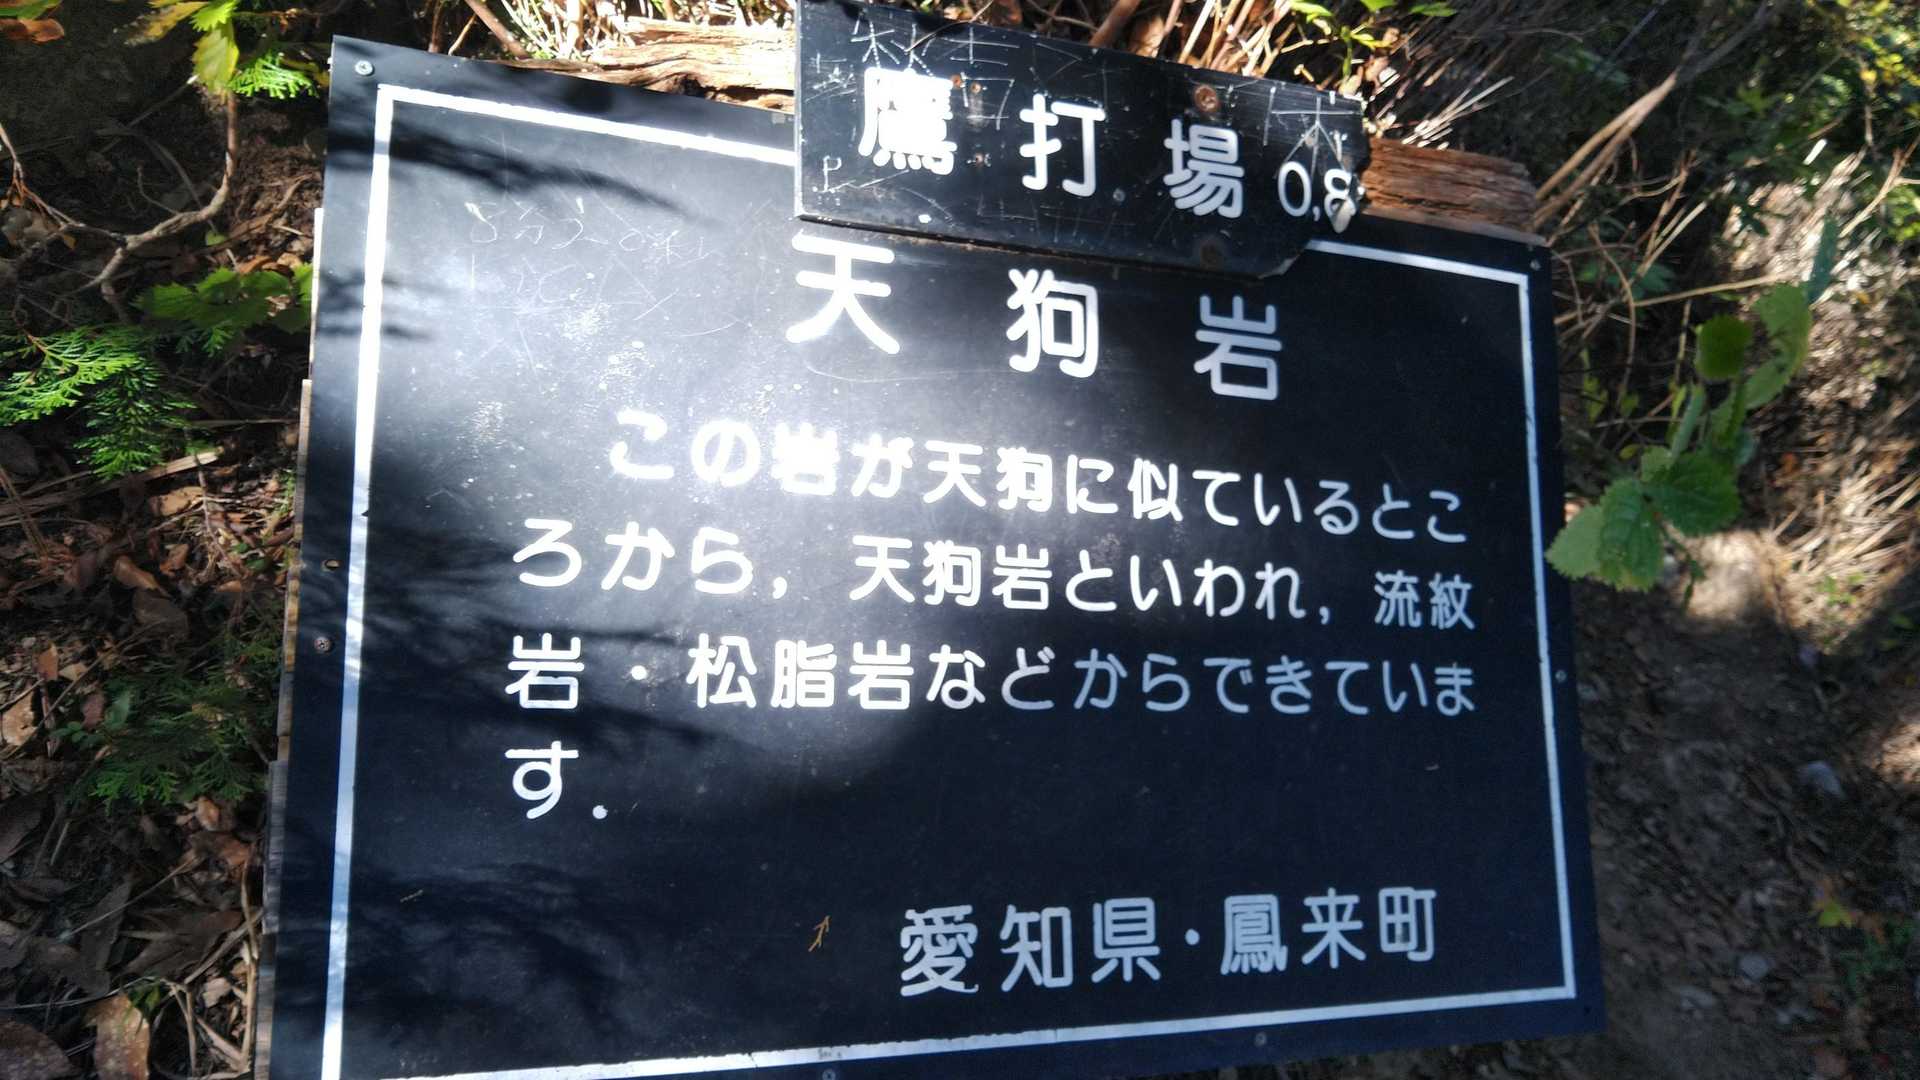 鷹打場 0,8
天狗岩
この岩が天狗に似ているとこ
ろから，天狗岩といわれ，流紋
岩・松脂岩などからできていま
す．
愛知県・鳳来町